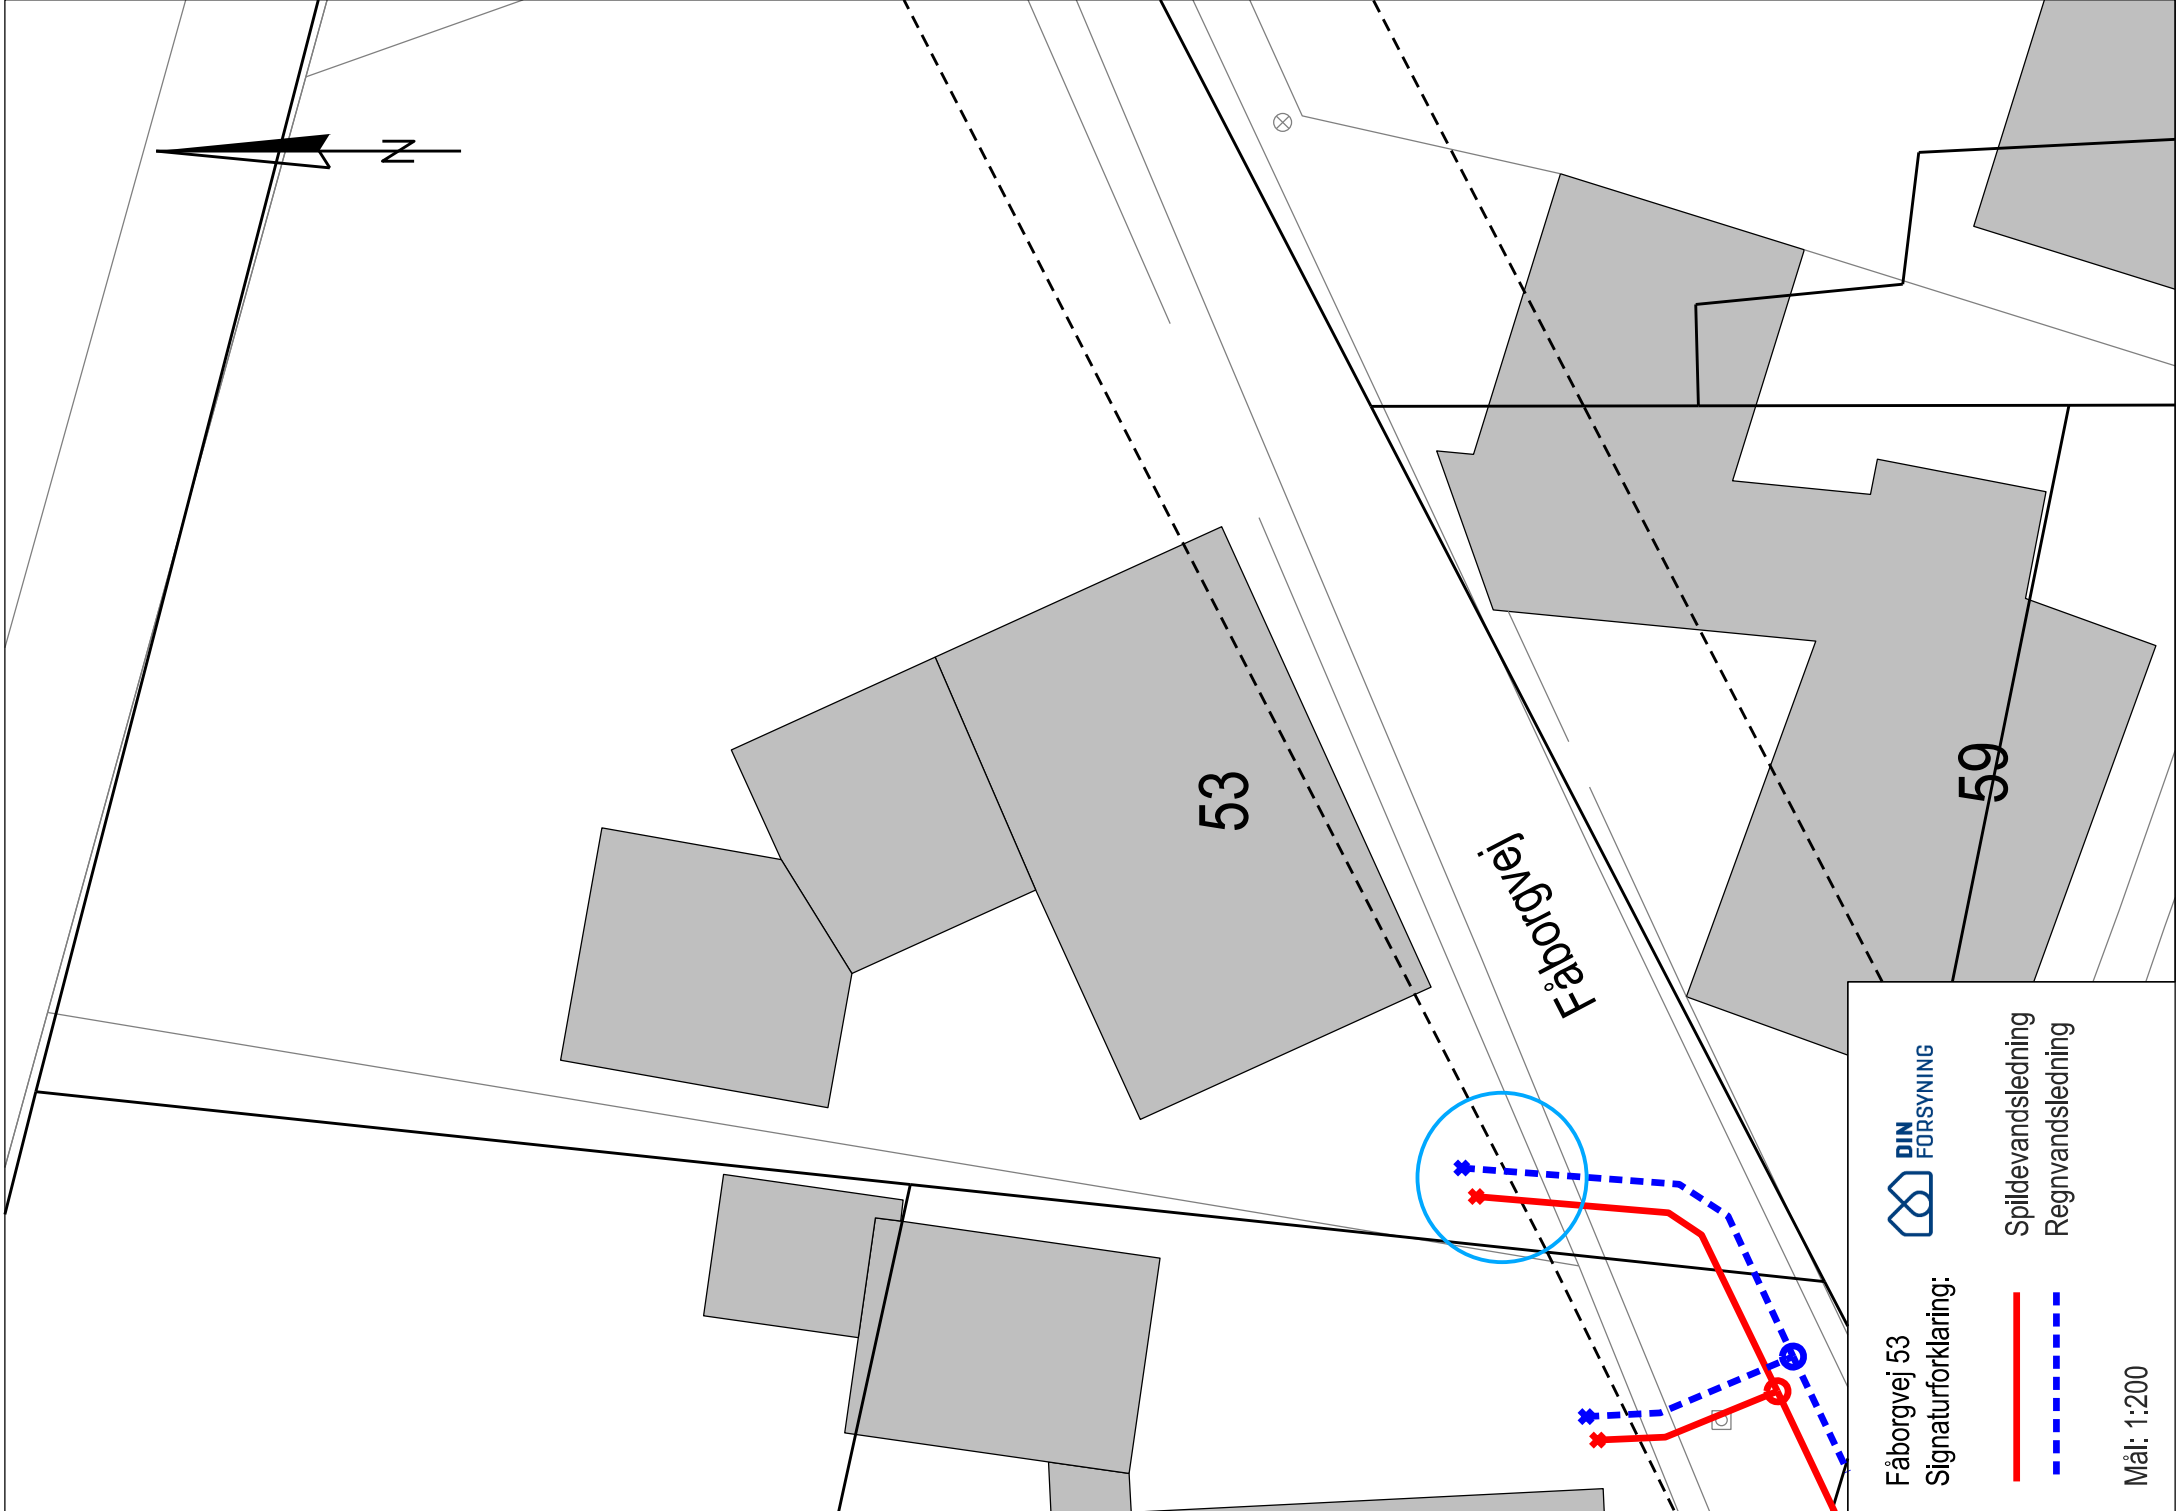 N
53
59
Fåborgvej
DIN
FORSYNING
Fåborgvej 53
Signaturforklaring:
Spildevandsledning
Regnvandsledning
Mål: 1:200